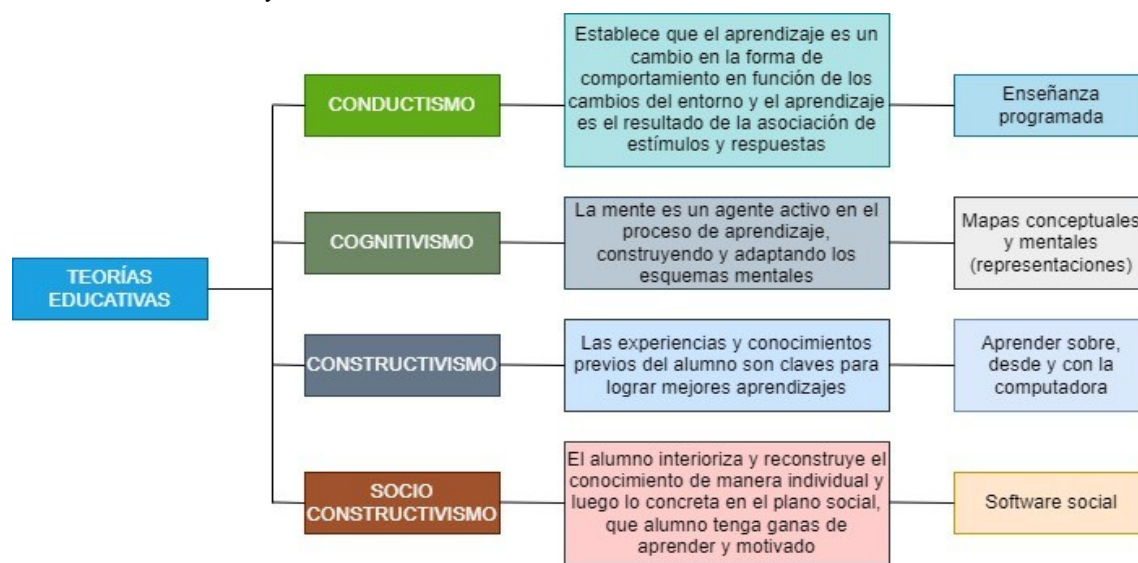 TEORÍAS
EDUCATIVAS
CONDUCTISMO
Establece que el aprendizaje es un
cambio en la forma de
comportamiento en función de los
cambios del entorno y el aprendizaje
es el resultado de la asociación de
estímulos y respuestas
Enseñanza
programada
COGNITIVISMO
La mente es un agente activo en el
proceso de aprendizaje,
construyendo y adaptando los
esquemas mentales
Mapas conceptuales
y mentales
(representaciones)
CONSTRUCTIVISMO
Las experiencias y conocimientos
previos del alumno son claves para
lograr mejores aprendizajes
Aprender sobre,
desde y con la
computadora
SOCIO
CONSTRUCTIVISMO
El alumno interioriza y reconstruye el
conocimiento de manera individual y
luego lo concreta en el plano social,
que alumno tenga ganas de
aprender y motivado
Software social